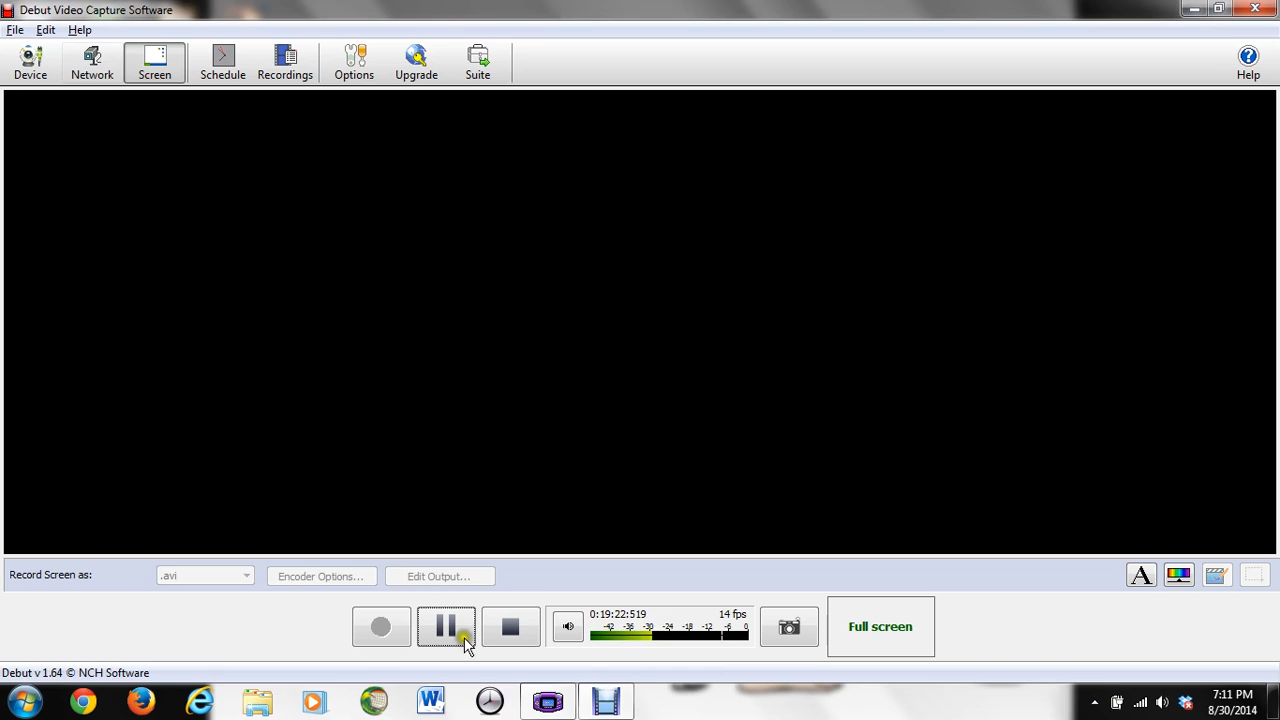 Debut Video Capture Software
File Edit Help
Device Network Screen Schedule Recordings Options Upgrade Suite Help
Record Screen as: .avi Encoder Options... Edit Output... A
0:19:22:519 14 fps
-42 -36 -30 -24 -18 -12 -6 0
Full screen
Debut v 1.64 © NCH Software
7:11 PM
8/30/2014